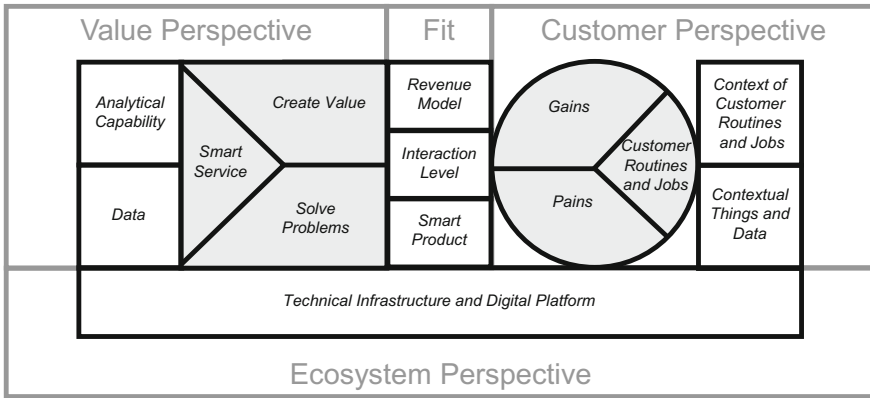 Value Perspective
Fit
Customer Perspective
Analytical
Capability
Create Value
Smart
Service
Data
Solve
Problems
Revenue
Model
Interaction
Level
Smart
Product
Gains
Customer
Routines
and Jobs
Pains
Context of
Customer
Routines
and Jobs
Contextual
Things and
Data
Technical Infrastructure and Digital Platform
Ecosystem Perspective